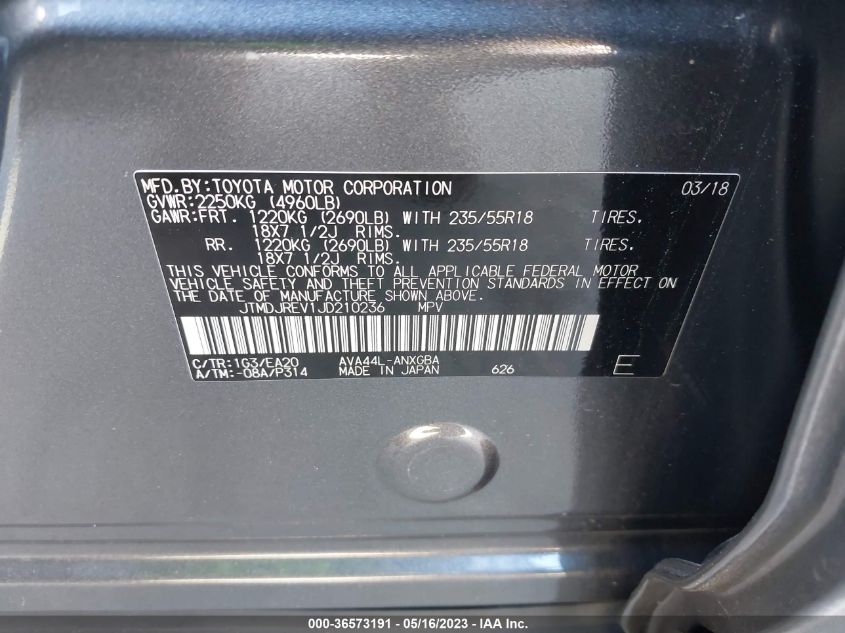 MFD.BY:TOYOTA MOTOR CORPORATION 03/18
GVWR:2250KG (4960LB)
GAWR:FRT. 1220KG (2690LB) WITH 235/55R18 TIRES.
18X7 1/2J RIMS.
RR. 1220KG (2690LB) WITH 235/55R18 TIRES.
18X7 1/2J RIMS.
THIS VEHICLE CONFORMS TO ALL APPLICABLE FEDERAL MOTOR
VEHICLE SAFETY AND THEFT PREVENTION STANDARDS IN EFFECT ON
THE DATE OF MANUFACTURE SHOWN ABOVE.
JTMDJREV1JD210236 MPV
C/TR:1G3/EA20 AVA44L-ANXGBA
A/TM:-08A/P314 MADE IN JAPAN 626 E
000-36573191 - 05/16/2023 - IAA Inc.